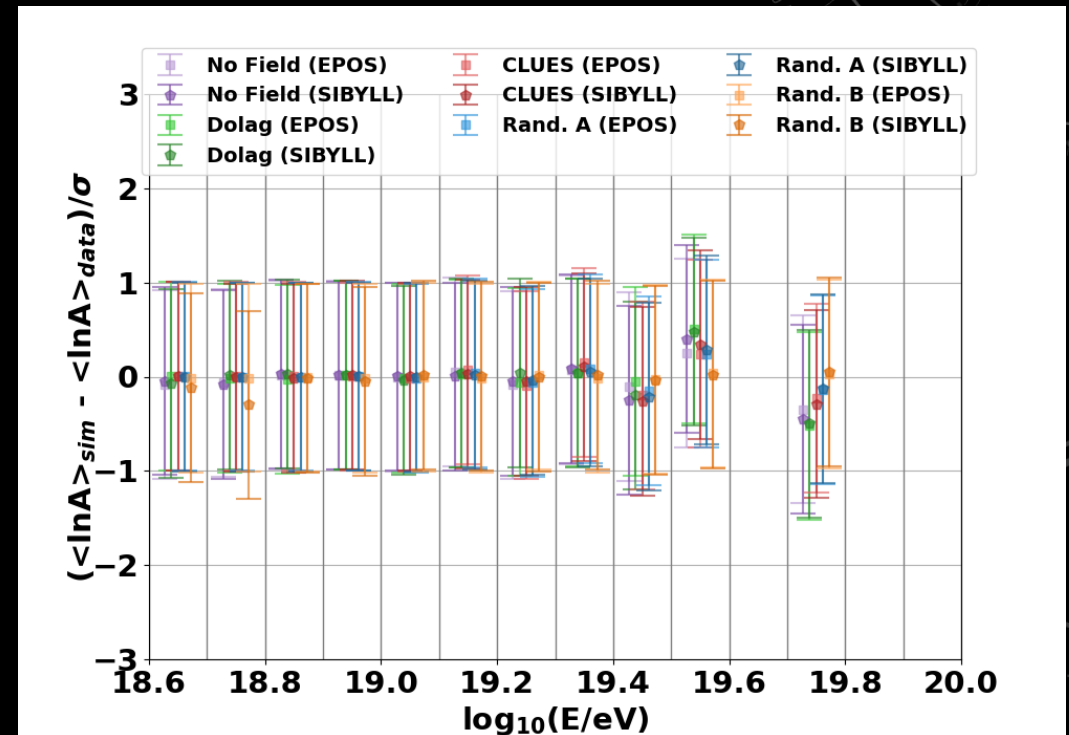 No Field (EPOS)
No Field (SIBYLL)
Dolag (EPOS)
Dolag (SIBYLL)
CLUES (EPOS)
CLUES (SIBYLL)
Rand. A (EPOS)
Rand. A (SIBYLL)
Rand. B (EPOS)
Rand. B (SIBYLL)
(<lnA>sim - <lnA>data)/σ
3
2
1
0
−1
−2
−3
18.6 18.8 19.0 19.2 19.4 19.6 19.8 20.0
log10(E/eV)